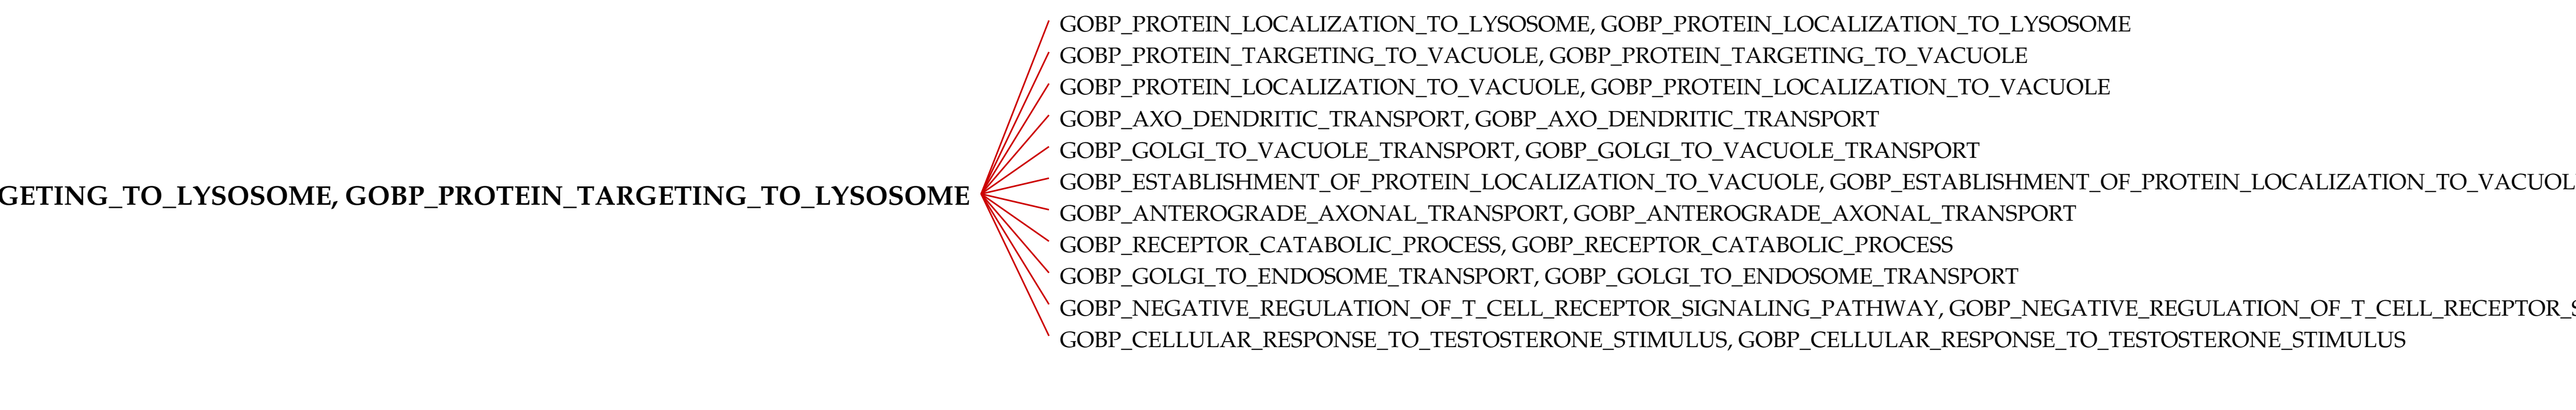 GOBP_PROTEIN_LOCALIZATION_TO_LYSOSOME, GOBP_PROTEIN_LOCALIZATION_TO_LYSOSOME
GOBP_PROTEIN_TARGETING_TO_VACUOLE, GOBP_PROTEIN_TARGETING_TO_VACUOLE
GOBP_PROTEIN_LOCALIZATION_TO_VACUOLE, GOBP_PROTEIN_LOCALIZATION_TO_VACUOLE
GOBP_AXO_DENDRITIC_TRANSPORT, GOBP_AXO_DENDRITIC_TRANSPORT
GOBP_GOLGI_TO_VACUOLE_TRANSPORT, GOBP_GOLGI_TO_VACUOLE_TRANSPORT
GOBP_ESTABLISHMENT_OF_PROTEIN_LOCALIZATION_TO_VACUOLE, GOBP_ESTABLISHMENT_OF_PROTEIN_LOCALIZATION_TO_VACUOL
GETING_TO_LYSOSOME, GOBP_PROTEIN_TARGETING_TO_LYSOSOME
GOBP_ANTEROGRADE_AXONAL_TRANSPORT, GOBP_ANTEROGRADE_AXONAL_TRANSPORT
GOBP_RECEPTOR_CATABOLIC_PROCESS, GOBP_RECEPTOR_CATABOLIC_PROCESS
GOBP_GOLGI_TO_ENDOSOME_TRANSPORT, GOBP_GOLGI_TO_ENDOSOME_TRANSPORT
GOBP_NEGATIVE_REGULATION_OF_T_CELL_RECEPTOR_SIGNALING_PATHWAY, GOBP_NEGATIVE_REGULATION_OF_T_CELL_RECEPTOR_S
GOBP_CELLULAR_RESPONSE_TO_TESTOSTERONE_STIMULUS, GOBP_CELLULAR_RESPONSE_TO_TESTOSTERONE_STIMULUS